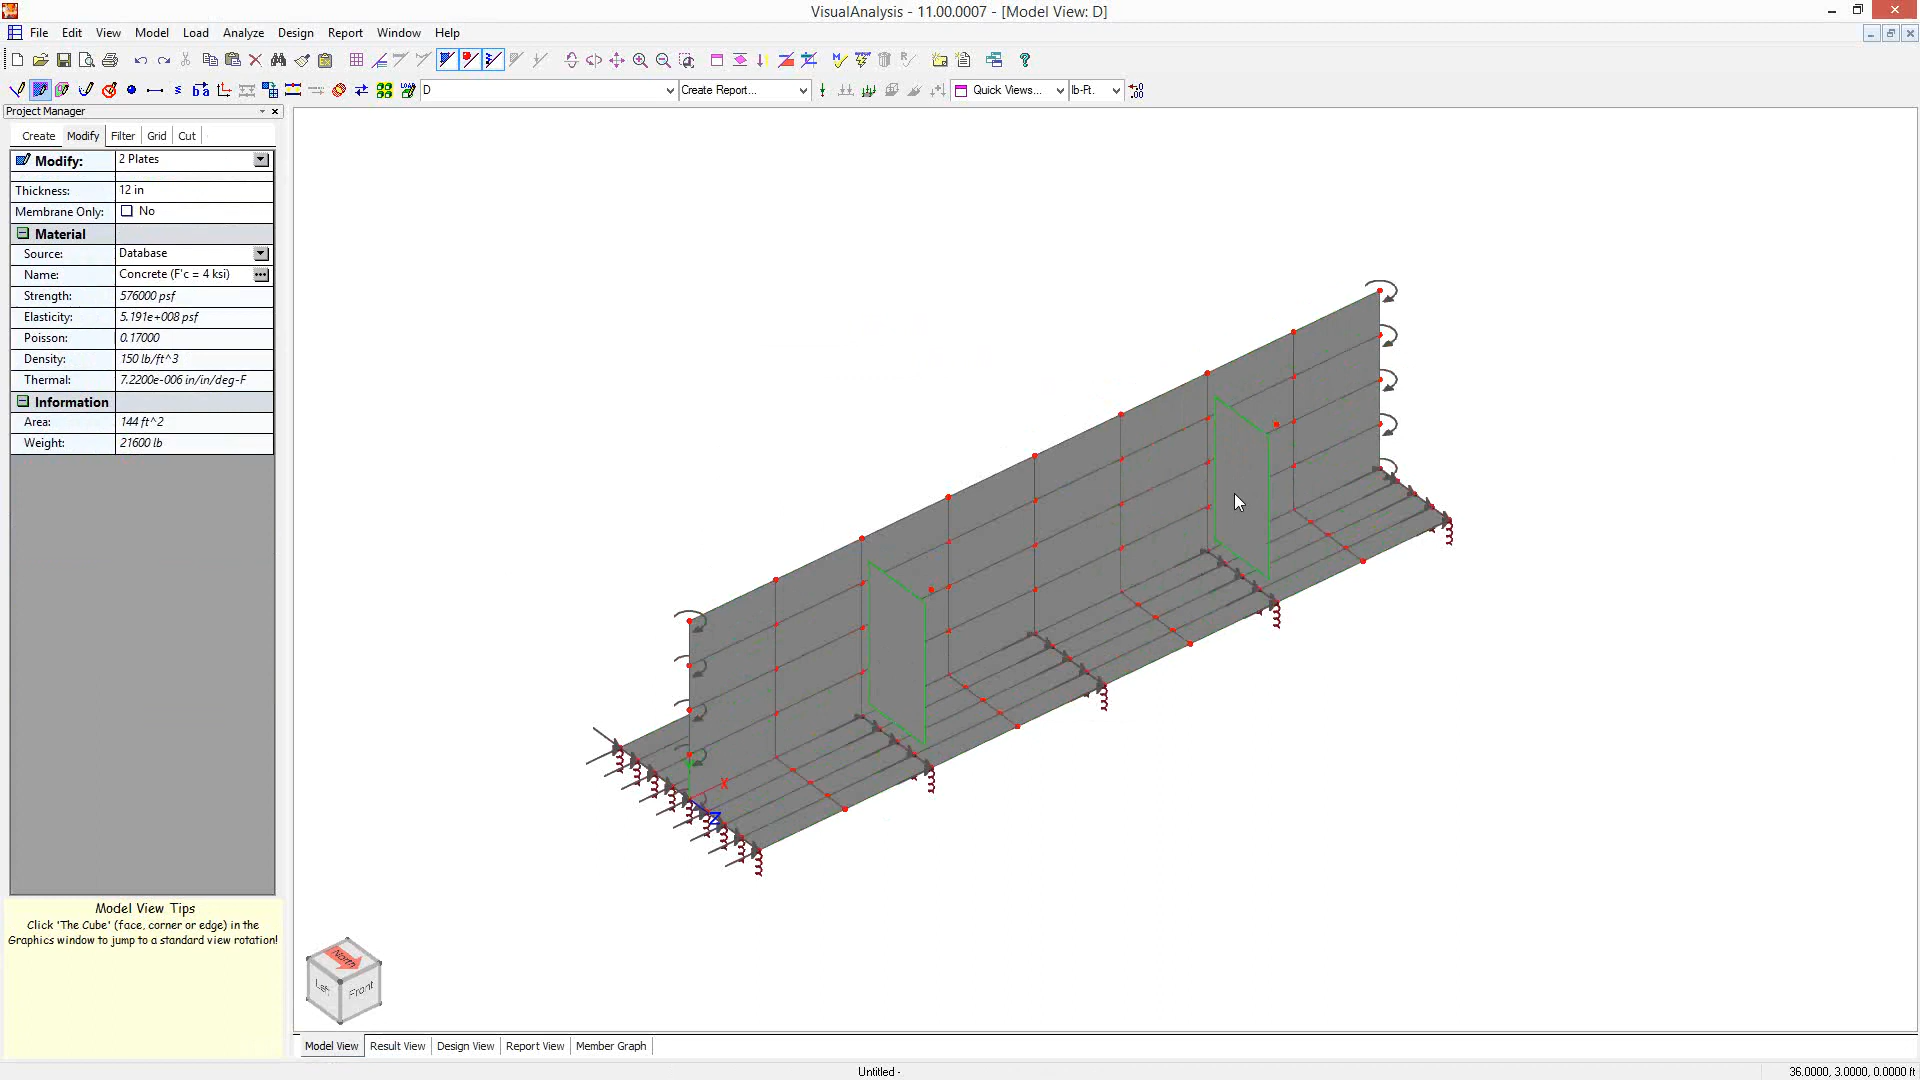 VisualAnalysis - 11.00.0007 - [Model View: D]
File Edit View Model Load Analyze Design Report Window Help
D Create Report... Quick Views... lb-Ft.
Project Manager
Create Modify Filter Grid Cut
Modify: 2 Plates
Thickness: 12 in
Membrane Only: No
Material
Source: Database
Name: Concrete (F'c = 4 ksi)
Strength: 576000 psf
Elasticity: 5.191e+008 psf
Poisson: 0.17000
Density: 150 lb/ft^3
Thermal: 7.2200e-006 in/in/deg-F
Information
Area: 144 ft^2
Weight: 21600 lb
X
Z
Model View Tips
Click 'The Cube' (face, corner or edge) in the
Graphics window to jump to a standard view rotation!
North
Left Front
Model View Result View Design View Report View Member Graph
Untitled -
36.0000, 3.0000, 0.0000 ft